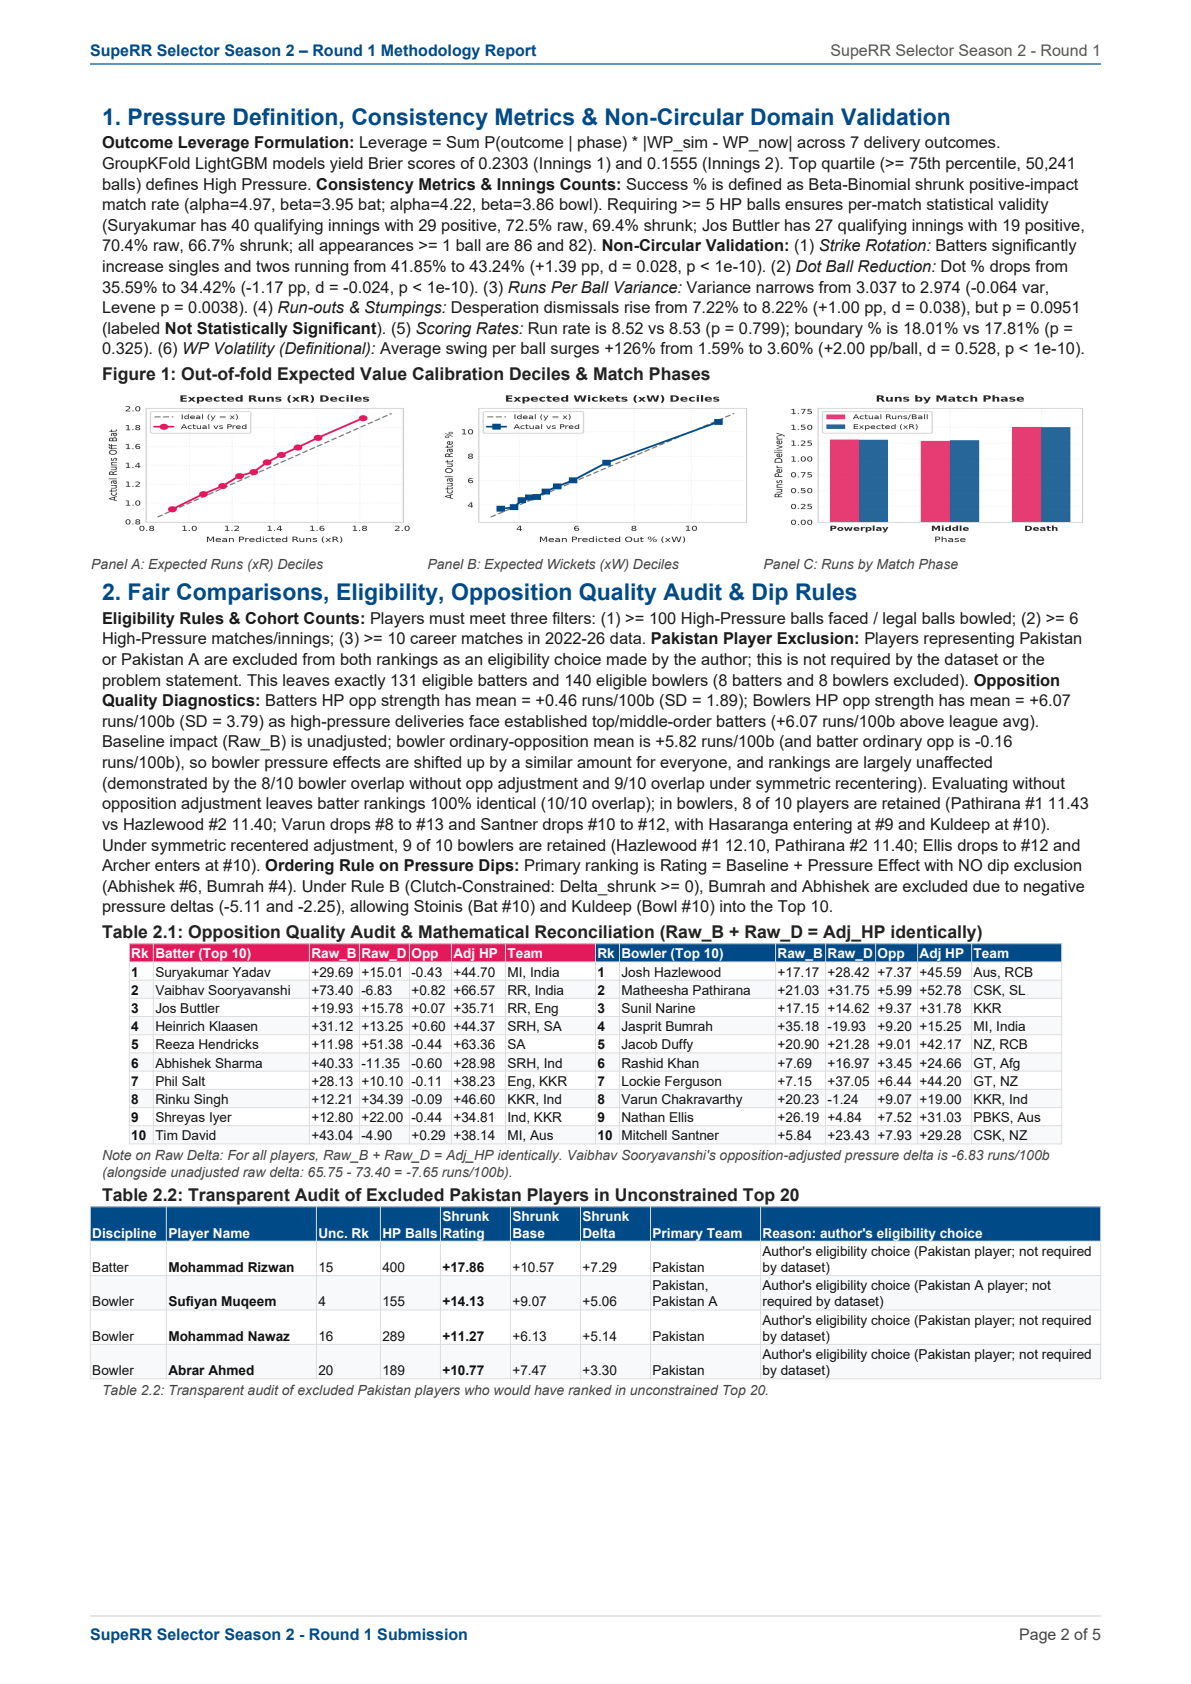 SupeRR Selector Season 2 – Round 1 Methodology Report
SupeRR Selector Season 2 - Round 1
1. Pressure Definition, Consistency Metrics & Non-Circular Domain Validation
Outcome Leverage Formulation: Leverage = Sum P(outcome | phase) * |WP_sim - WP_now| across 7 delivery outcomes.
GroupKFold LightGBM models yield Brier scores of 0.2303 (Innings 1) and 0.1555 (Innings 2). Top quartile (>= 75th percentile, 50,241
balls) defines High Pressure. Consistency Metrics & Innings Counts: Success % is defined as Beta-Binomial shrunk positive-impact
match rate (alpha=4.97, beta=3.95 bat; alpha=4.22, beta=3.86 bowl). Requiring >= 5 HP balls ensures per-match statistical validity
(Suryakumar has 40 qualifying innings with 29 positive, 72.5% raw, 69.4% shrunk; Jos Buttler has 27 qualifying innings with 19 positive,
70.4% raw, 66.7% shrunk; all appearances >= 1 ball are 86 and 82). Non-Circular Validation: (1) Strike Rotation: Batters significantly
increase singles and twos running from 41.85% to 43.24% (+1.39 pp, d = 0.028, p < 1e-10). (2) Dot Ball Reduction: Dot % drops from
35.59% to 34.42% (-1.17 pp, d = -0.024, p < 1e-10). (3) Runs Per Ball Variance: Variance narrows from 3.037 to 2.974 (-0.064 var,
Levene p = 0.0038). (4) Run-outs & Stumpings: Desperation dismissals rise from 7.22% to 8.22% (+1.00 pp, d = 0.038), but p = 0.0951
(labeled Not Statistically Significant). (5) Scoring Rates: Run rate is 8.52 vs 8.53 (p = 0.799); boundary % is 18.01% vs 17.81% (p =
0.325). (6) WP Volatility (Definitional): Average swing per ball surges +126% from 1.59% to 3.60% (+2.00 pp/ball, d = 0.528, p < 1e-10).
Figure 1: Out-of-fold Expected Value Calibration Deciles & Match Phases
Expected Runs (xR) Deciles
Ideal (y = x)
Actual vs Pred
Actual Runs Off Bat
2.0
1.8
1.6
1.4
1.2
1.0
0.8
0.8 1.0 1.2 1.4 1.6 1.8 2.0
Mean Predicted Runs (xR)
Expected Wickets (xW) Deciles
Ideal (y = x)
Actual vs Pred
Actual Out Rate %
10
8
6
4
4 6 8 10
Mean Predicted Out % (xW)
Runs by Match Phase
Actual Runs/Ball
Expected (xR)
Runs Per Delivery
1.75
1.50
1.25
1.00
0.75
0.50
0.25
0.00
Powerplay Middle Death
Phase
Panel A: Expected Runs (xR) Deciles
Panel B: Expected Wickets (xW) Deciles
Panel C: Runs by Match Phase
2. Fair Comparisons, Eligibility, Opposition Quality Audit & Dip Rules
Eligibility Rules & Cohort Counts: Players must meet three filters: (1) >= 100 High-Pressure balls faced / legal balls bowled; (2) >= 6
High-Pressure matches/innings; (3) >= 10 career matches in 2022-26 data. Pakistan Player Exclusion: Players representing Pakistan
or Pakistan A are excluded from both rankings as an eligibility choice made by the author; this is not required by the dataset or the
problem statement. This leaves exactly 131 eligible batters and 140 eligible bowlers (8 batters and 8 bowlers excluded). Opposition
Quality Diagnostics: Batters HP opp strength has mean = +0.46 runs/100b (SD = 1.89); Bowlers HP opp strength has mean = +6.07
runs/100b (SD = 3.79) as high-pressure deliveries face established top/middle-order batters (+6.07 runs/100b above league avg).
Baseline impact (Raw_B) is unadjusted; bowler ordinary-opposition mean is +5.82 runs/100b (and batter ordinary opp is -0.16
runs/100b), so bowler pressure effects are shifted up by a similar amount for everyone, and rankings are largely unaffected
(demonstrated by the 8/10 bowler overlap without opp adjustment and 9/10 overlap under symmetric recentering). Evaluating without
opposition adjustment leaves batter rankings 100% identical (10/10 overlap); in bowlers, 8 of 10 players are retained (Pathirana #1 11.43
vs Hazlewood #2 11.40; Varun drops #8 to #13 and Santner drops #10 to #12, with Hasaranga entering at #9 and Kuldeep at #10).
Under symmetric recentered adjustment, 9 of 10 bowlers are retained (Hazlewood #1 12.10, Pathirana #2 11.40; Ellis drops to #12 and
Archer enters at #10). Ordering Rule on Pressure Dips: Primary ranking is Rating = Baseline + Pressure Effect with NO dip exclusion
(Abhishek #6, Bumrah #4). Under Rule B (Clutch-Constrained: Delta_shrunk >= 0), Bumrah and Abhishek are excluded due to negative
pressure deltas (-5.11 and -2.25), allowing Stoinis (Bat #10) and Kuldeep (Bowl #10) into the Top 10.
Table 2.1: Opposition Quality Audit & Mathematical Reconciliation (Raw_B + Raw_D = Adj_HP identically)
Rk Batter (Top 10) Raw_B Raw_D Opp Adj HP Team Rk Bowler (Top 10) Raw_B Raw_D Opp Adj HP Team
1 Suryakumar Yadav +29.69 +15.01 -0.43 +44.70 MI, India 1 Josh Hazlewood +17.17 +28.42 +7.37 +45.59 Aus, RCB
2 Vaibhav Sooryavanshi +73.40 -6.83 +0.82 +66.57 RR, India 2 Matheesha Pathirana +21.03 +31.75 +5.99 +52.78 CSK, SL
3 Jos Buttler +19.93 +15.78 +0.07 +35.71 RR, Eng 3 Sunil Narine +17.15 +14.62 +9.37 +31.78 KKR
4 Heinrich Klaasen +31.12 +13.25 +0.60 +44.37 SRH, SA 4 Jasprit Bumrah +35.18 -19.93 +9.20 +15.25 MI, India
5 Reeza Hendricks +11.98 +51.38 -0.44 +63.36 SA 5 Jacob Duffy +20.90 +21.28 +9.01 +42.17 NZ, RCB
6 Abhishek Sharma +40.33 -11.35 -0.60 +28.98 SRH, Ind 6 Rashid Khan +7.69 +16.97 +3.45 +24.66 GT, Afg
7 Phil Salt +28.13 +10.10 -0.11 +38.23 Eng, KKR 7 Lockie Ferguson +7.15 +37.05 +6.44 +44.20 GT, NZ
8 Rinku Singh +12.21 +34.39 -0.09 +46.60 KKR, Ind 8 Varun Chakravarthy +20.23 -1.24 +9.07 +19.00 KKR, Ind
9 Shreyas Iyer +12.80 +22.00 -0.44 +34.81 Ind, KKR 9 Nathan Ellis +26.19 +4.84 +7.52 +31.03 PBKS, Aus
10 Tim David +43.04 -4.90 +0.29 +38.14 MI, Aus 10 Mitchell Santner +5.84 +23.43 +7.93 +29.28 CSK, NZ
Note on Raw Delta: For all players, Raw_B + Raw_D = Adj_HP identically. Vaibhav Sooryavanshi's opposition-adjusted pressure delta is -6.83 runs/100b
(alongside unadjusted raw delta: 65.75 - 73.40 = -7.65 runs/100b).
Table 2.2: Transparent Audit of Excluded Pakistan Players in Unconstrained Top 20
Discipline Player Name Unc. Rk HP Balls Shrunk Rating Shrunk Base Shrunk Delta Primary Team Reason: author's eligibility choice
Batter Mohammad Rizwan 15 400 +17.86 +10.57 +7.29 Pakistan Author's eligibility choice (Pakistan player; not required by dataset)
Bowler Sufiyan Muqeem 4 155 +14.13 +9.07 +5.06 Pakistan, Pakistan A Author's eligibility choice (Pakistan A player; not required by dataset)
Bowler Mohammad Nawaz 16 289 +11.27 +6.13 +5.14 Pakistan Author's eligibility choice (Pakistan player; not required by dataset)
Bowler Abrar Ahmed 20 189 +10.77 +7.47 +3.30 Pakistan Author's eligibility choice (Pakistan player; not required by dataset)
Table 2.2: Transparent audit of excluded Pakistan players who would have ranked in unconstrained Top 20.
SupeRR Selector Season 2 - Round 1 Submission
Page 2 of 5